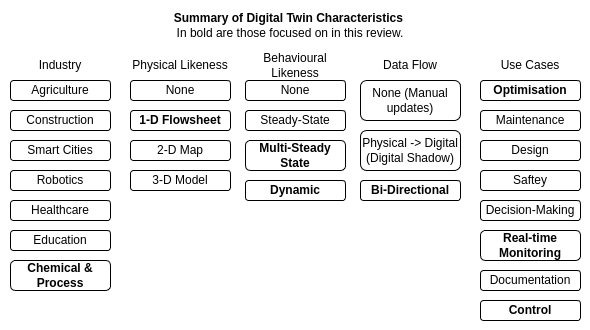 Summary of Digital Twin Characteristics
In bold are those focused on in this review.
Industry
Agriculture
Construction
Smart Cities
Robotics
Healthcare
Education
Chemical &
Process
Physical Likeness
None
1-D Flowsheet
2-D Map
3-D Model
Behavioural
Likeness
None
Steady-State
Multi-Steady
State
Dynamic
Data Flow
None (Manual
updates)
Physical -> Digital
(Digital Shadow)
Bi-Directional
Use Cases
Optimisation
Maintenance
Design
Saftey
Decision-Making
Real-time
Monitoring
Documentation
Control